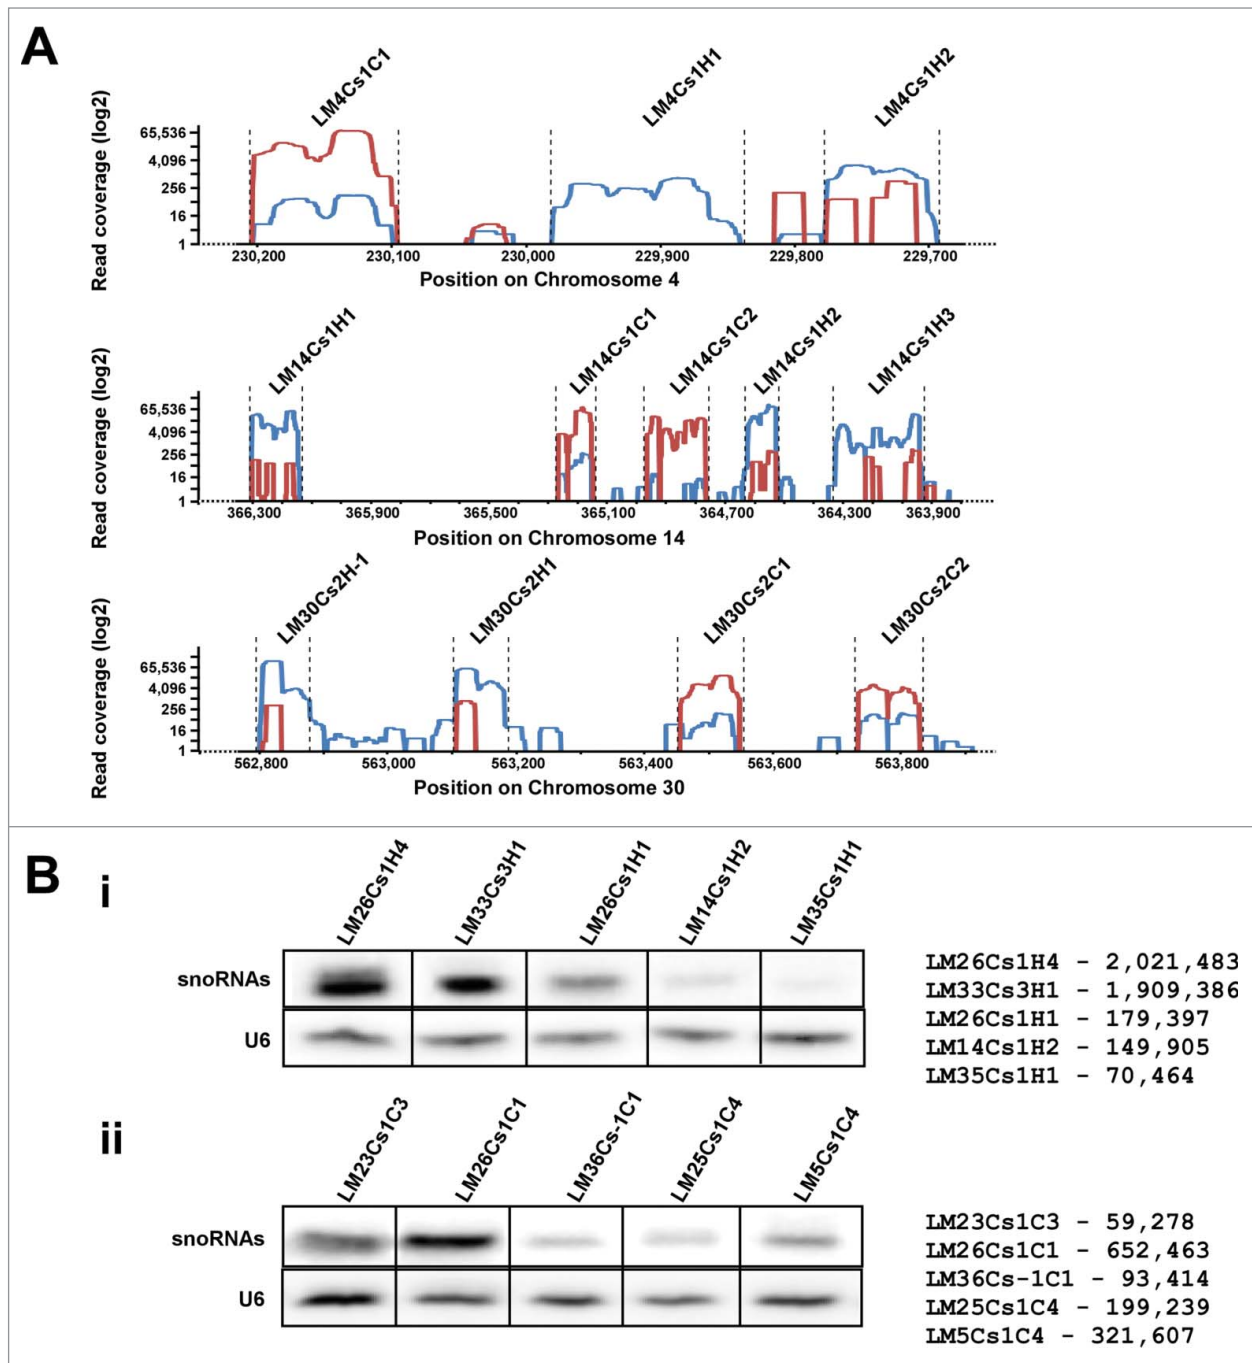 A
LM4Cs1C1
LM4Cs1H1
LM4Cs1H2
Read coverage (log2)
65,536
4,096
256
16
1
230,200
230,100
230,000
229,900
229,800
229,700
Position on Chromosome 4
LM14Cs1H1
LM14Cs1C1
LM14Cs1C2
LM14Cs1H2
LM14Cs1H3
Read coverage (log2)
65,536
4,096
256
16
1
366,300
365,900
365,500
365,100
364,700
364,300
363,900
Position on Chromosome 14
LM30Cs2H-1
LM30Cs2H1
LM30Cs2C1
LM30Cs2C2
Read coverage (log2)
65,536
4,096
256
16
1
562,800
563,000
563,200
563,400
563,600
563,800
Position on Chromosome 30
B
i
LM26Cs1H4
LM33Cs3H1
LM26Cs1H1
LM14Cs1H2
LM35Cs1H1
snoRNAs
U6
LM26Cs1H4 - 2,021,483
LM33Cs3H1 - 1,909,386
LM26Cs1H1 - 179,397
LM14Cs1H2 - 149,905
LM35Cs1H1 - 70,464
ii
LM23Cs1C3
LM26Cs1C1
LM36Cs-1C1
LM25Cs1C4
LM5Cs1C4
snoRNAs
U6
LM23Cs1C3 - 59,278
LM26Cs1C1 - 652,463
LM36Cs-1C1 - 93,414
LM25Cs1C4 - 199,239
LM5Cs1C4 - 321,607